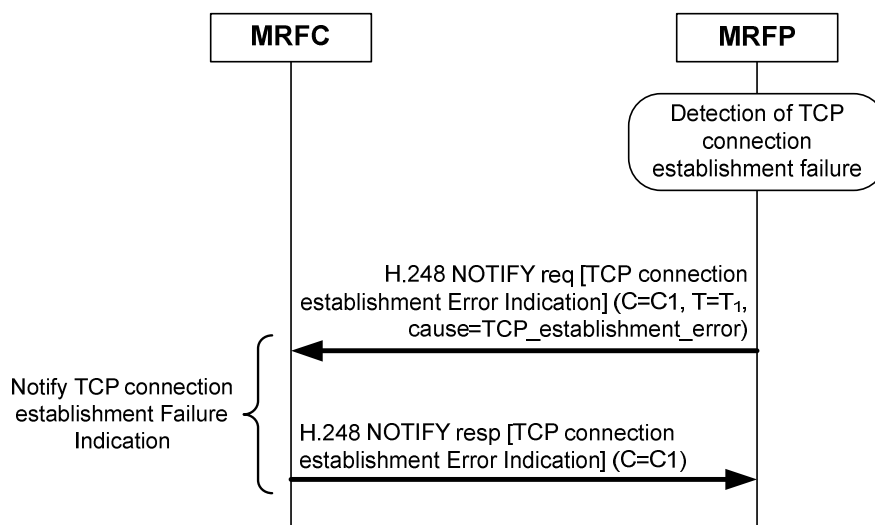 MRFC
MRFP
Detection of TCP
connection
establishment failure
H.248 NOTIFY req [TCP connection
establishment Error Indication] (C=C1, T=T₁,
cause=TCP_establishment_error)
Notify TCP connection
establishment Failure
Indication
H.248 NOTIFY resp [TCP connection
establishment Error Indication] (C=C1)